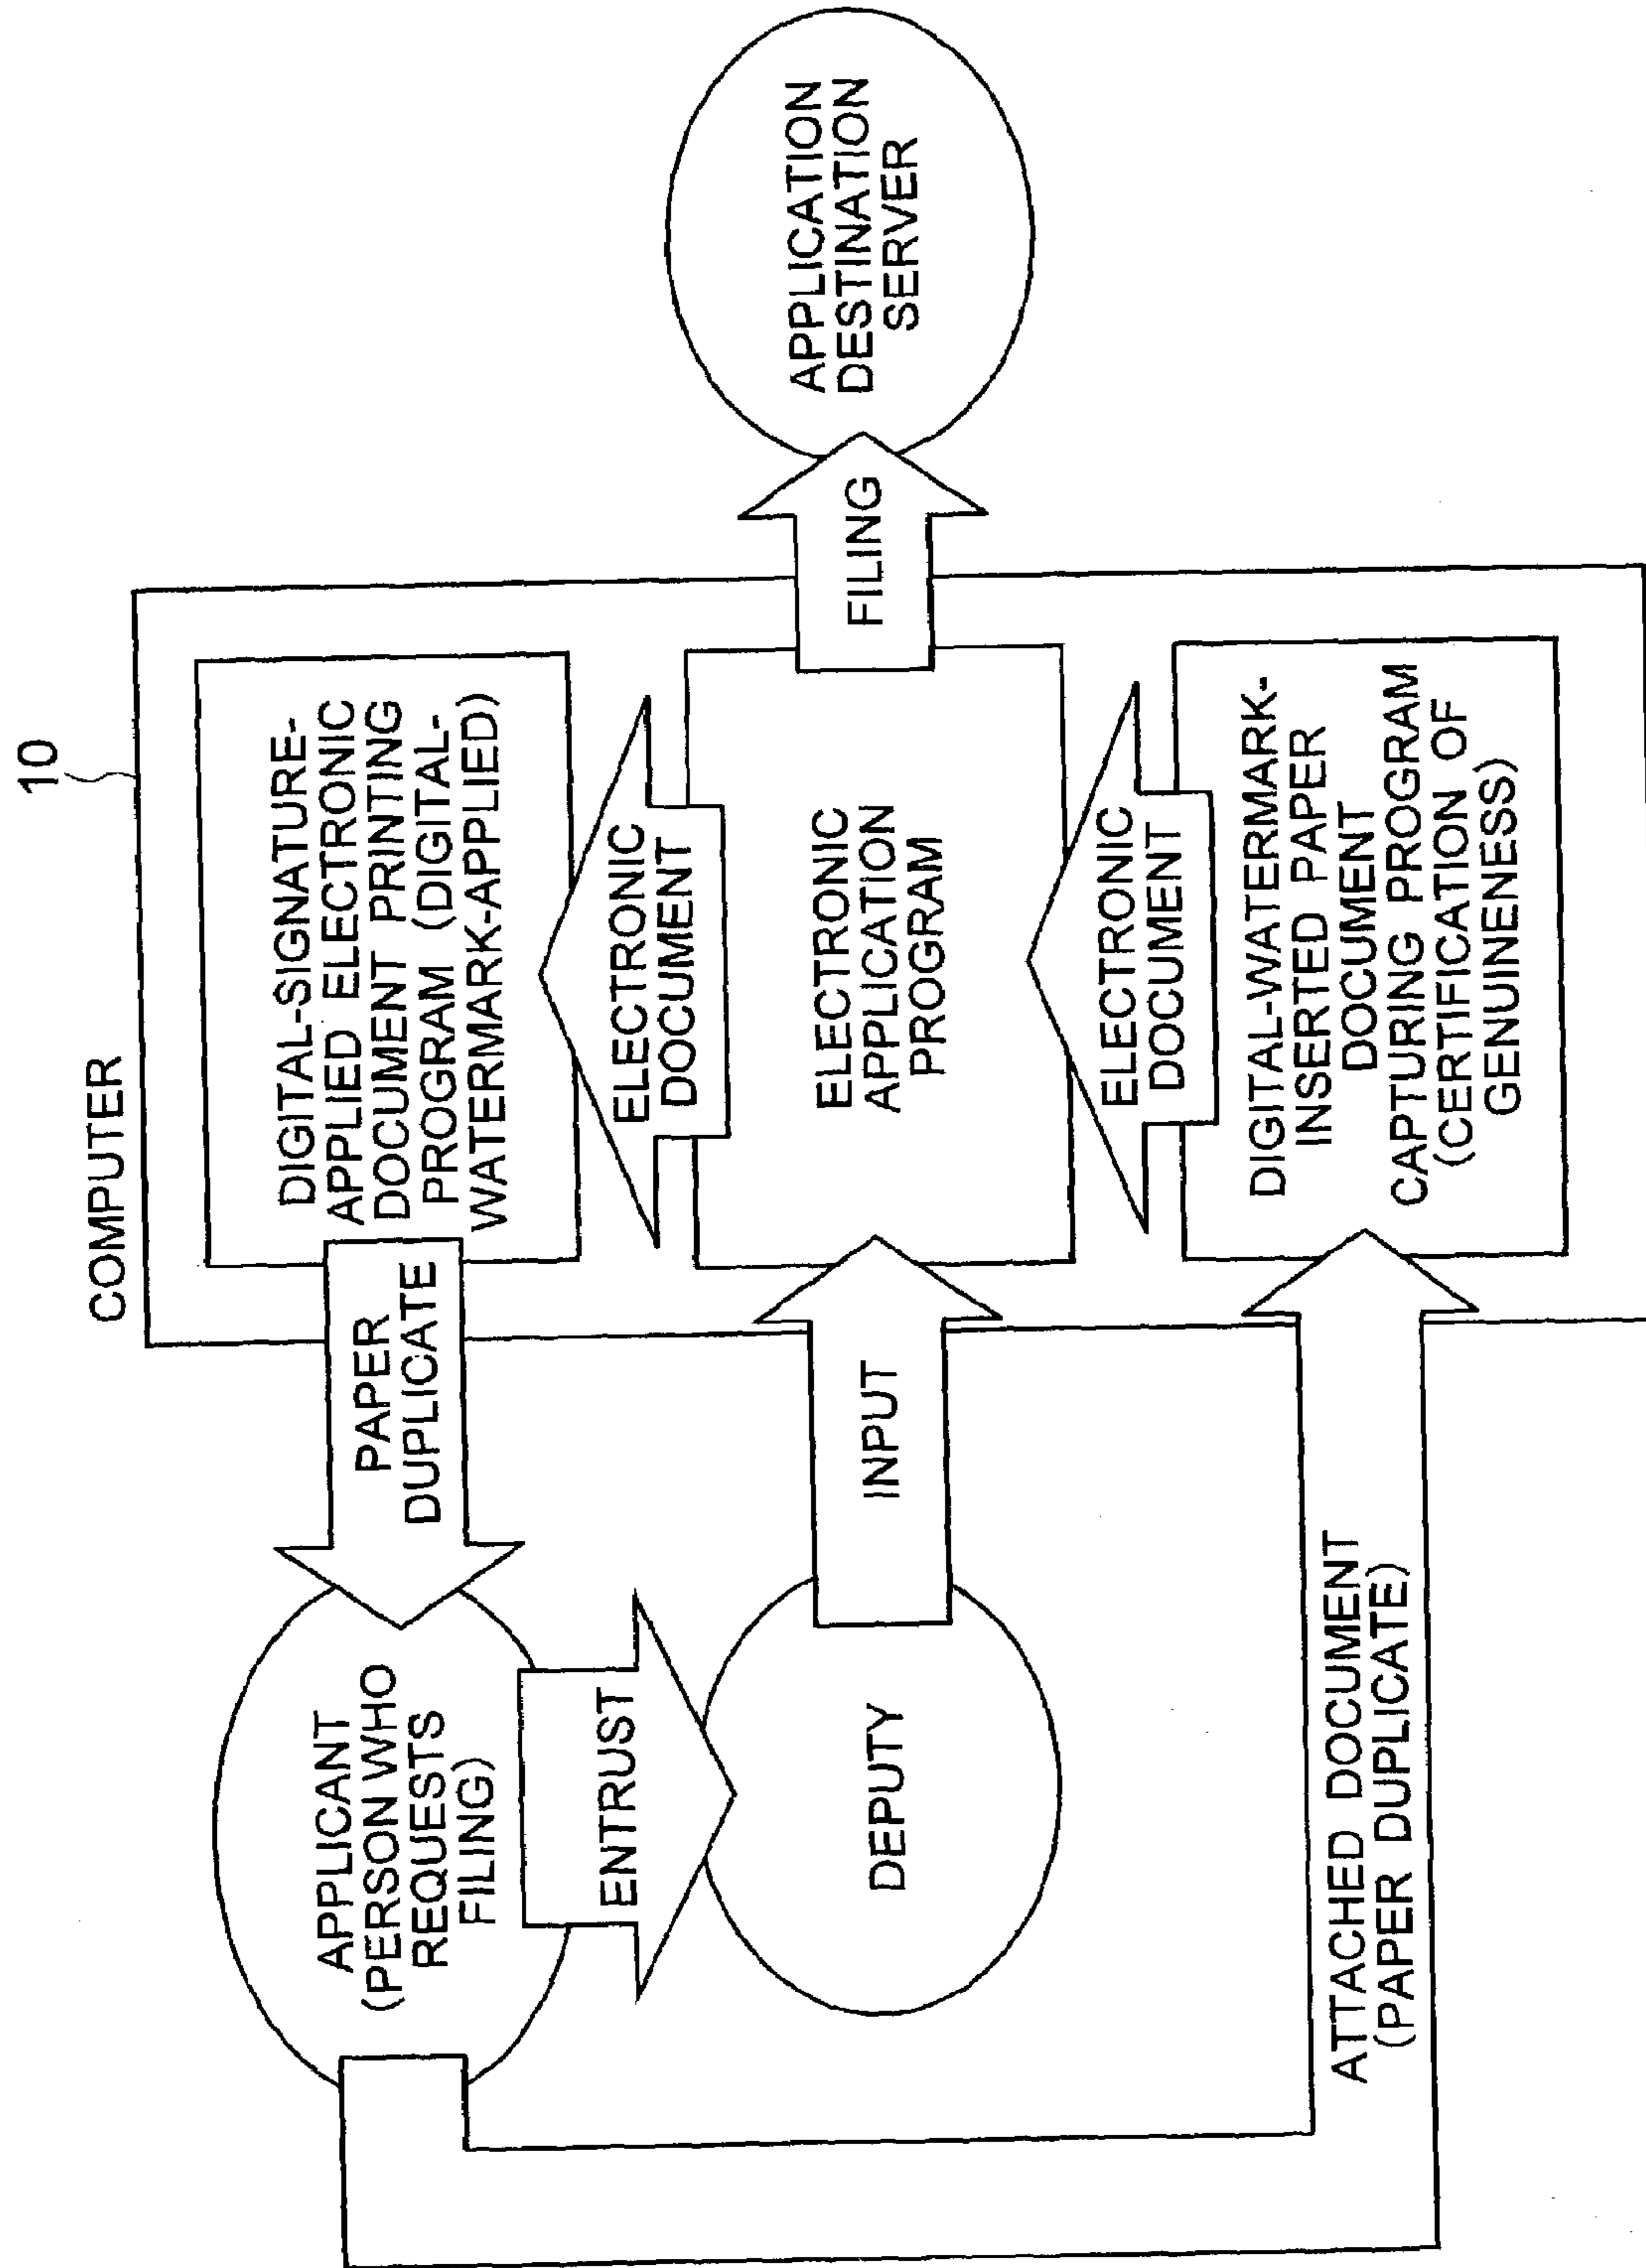 10
COMPUTER
APPLICANT
(PERSON WHO
REQUESTS
FILING)
PAPER
DUPLICATE
DIGITAL-SIGNATURE-
APPLIED ELECTRONIC
DOCUMENT PRINTING
PROGRAM (DIGITAL-
WATERMARK-APPLIED)
ENTRUST
ELECTRONIC
DOCUMENT
DEPUTY
INPUT
ELECTRONIC
APPLICATION
PROGRAM
FILING
APPLICATION
DESTINATION
SERVER
ELECTRONIC
DOCUMENT
ATTACHED DOCUMENT
(PAPER DUPLICATE)
DIGITAL-WATERMARK-
INSERTED PAPER
DOCUMENT
CAPTURING PROGRAM
(CERTIFICATION OF
GENUINENESS)